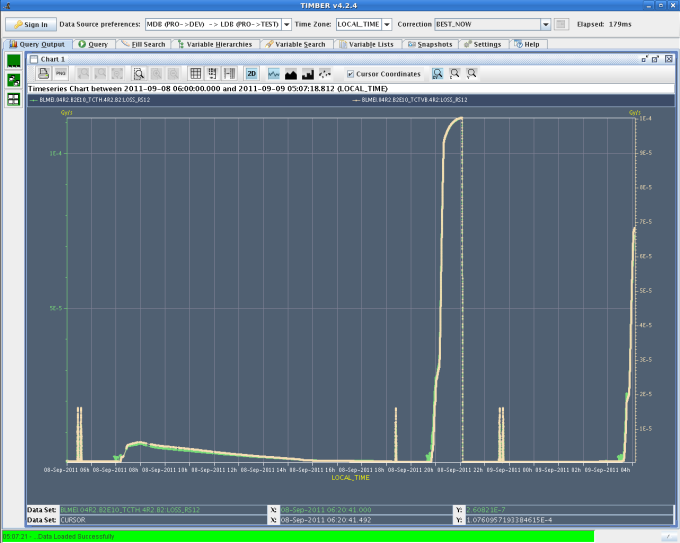 TIMBER v4.2.4
Sign In Data Source preferences: MDB (PRO->DEV) -> LDB (PRO->TEST) Time Zone: LOCAL_TIME Correction BEST_NOW Elapsed: 179ms
Query Output Query Fill Search Variable Hierarchies Variable Search Variable Lists Snapshots Settings Help
Chart 1
PNG 2D Cursor Coordinates
Timeseries Chart between 2011-09-08 06:00:00.000 and 2011-09-09 05:07:18.812 (LOCAL_TIME)
BLMEI.04R2.B2E10_TCTH.4R2.B2:LOSS_RS12 BLMEI.04R2.B2E10_TCTVB.4R2:LOSS_RS12
Gy/s Gy/s
1E-4
1E-4
9E-5
8E-5
7E-5
6E-5
5E-5
5E-5
4E-5
3E-5
2E-5
1E-5
08-Sep-2011 06h 08-Sep-2011 08h 08-Sep-2011 10h 08-Sep-2011 12h 08-Sep-2011 14h 08-Sep-2011 16h 08-Sep-2011 18h 08-Sep-2011 20h 08-Sep-2011 22h 09-Sep-2011 00h 09-Sep-2011 02h 09-Sep-2011 04h
LOCAL_TIME
Data Set: BLMEI.04R2.B2E10_TCTH.4R2.B2:LOSS_RS12 X: 08-Sep-2011 06:20:41.000 Y: 2.60821E-7
Data Set: CURSOR X: 08-Sep-2011 06:20:41.492 Y: 1.0760957193384615E-4
05:07:21 - ...Data Loaded Successfully